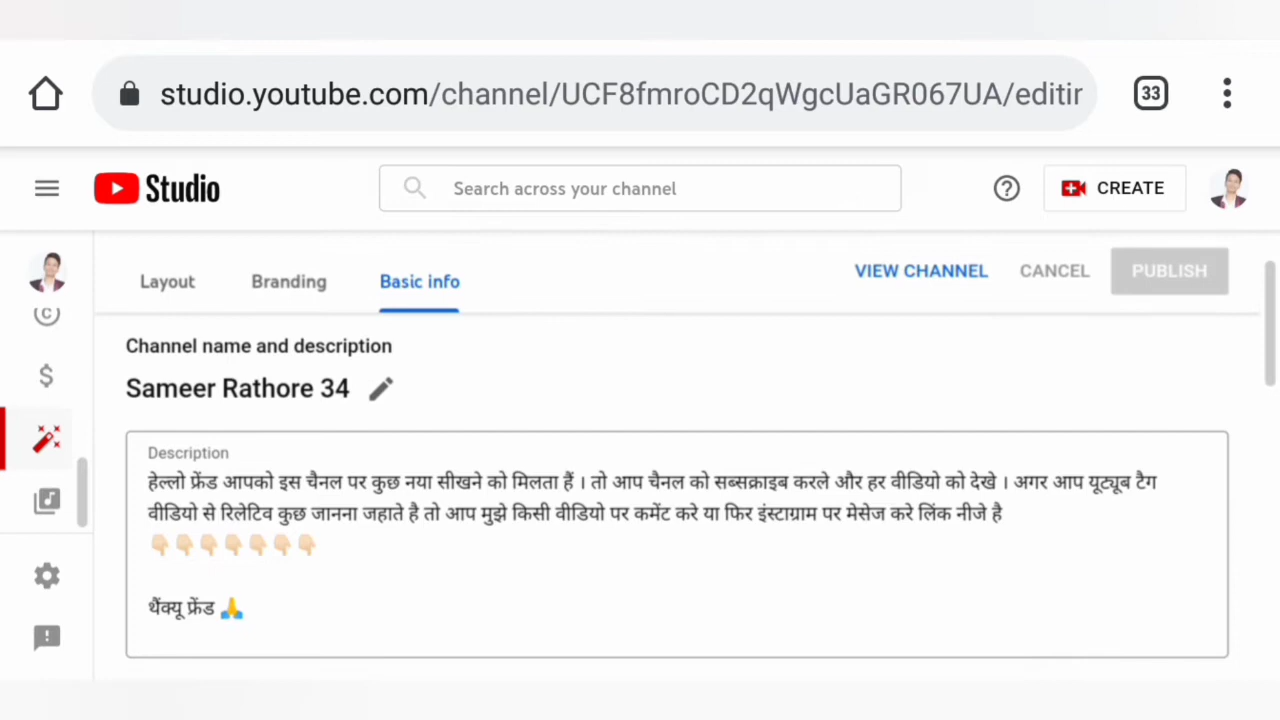 studio.youtube.com/channel/UCF8fmroCD2qWgcUaGR067UA/editin
33
Studio
Search across your channel
CREATE
Layout
Branding
Basic info
VIEW CHANNEL
CANCEL
PUBLISH
Channel name and description
Sameer Rathore 34
Description
हेल्लो फ्रेंड आपको इस चैनल पर कुछ नया सीखने को मिलता हैं । तो आप चैनल को सब्सक्राइब करले और हर वीडियो को देखे । अगर आप यूट्यूब टैग
वीडियो से रिलेटिव कुछ जानना जहाते है तो आप मुझे किसी वीडियो पर कमेंट करे या फिर इंस्टाग्राम पर मेसेज करे लिंक नीजे है
👇🏻👇🏻👇🏻👇🏻👇🏻👇🏻👇🏻
थैंक्यू फ्रेंड 🙏